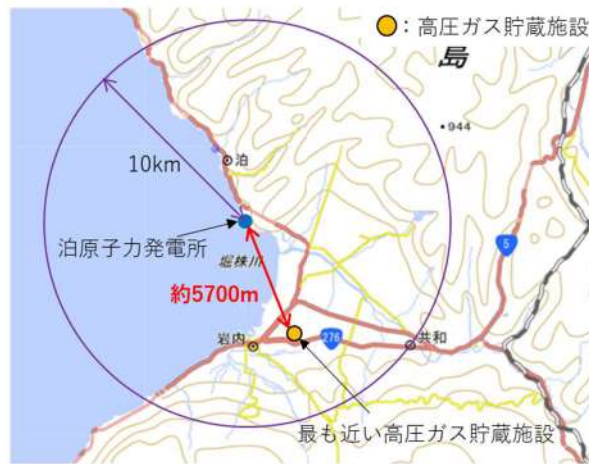 ●：高圧ガス貯蔵施設
島
・944
10km
泊
泊原子力発電所
堀株川
5
約5700m
岩内
276
共和
最も近い高圧ガス貯蔵施設